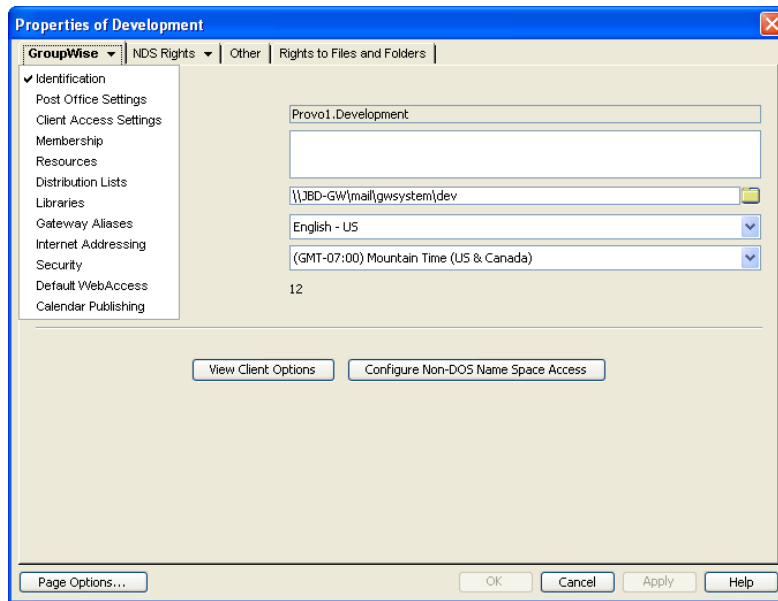 Properties of Development
GroupWise NDS Rights Other Rights to Files and Folders
Identification
Post Office Settings
Client Access Settings
Membership
Resources
Distribution Lists
Libraries
Gateway Aliases
Internet Addressing
Security
Default WebAccess
Calendar Publishing
Provo1.Development
\\JBD-GW\mail\gwsystem\dev
English - US
(GMT-07:00) Mountain Time (US & Canada)
12
View Client Options Configure Non-DOS Name Space Access
Page Options... OK Cancel Apply Help